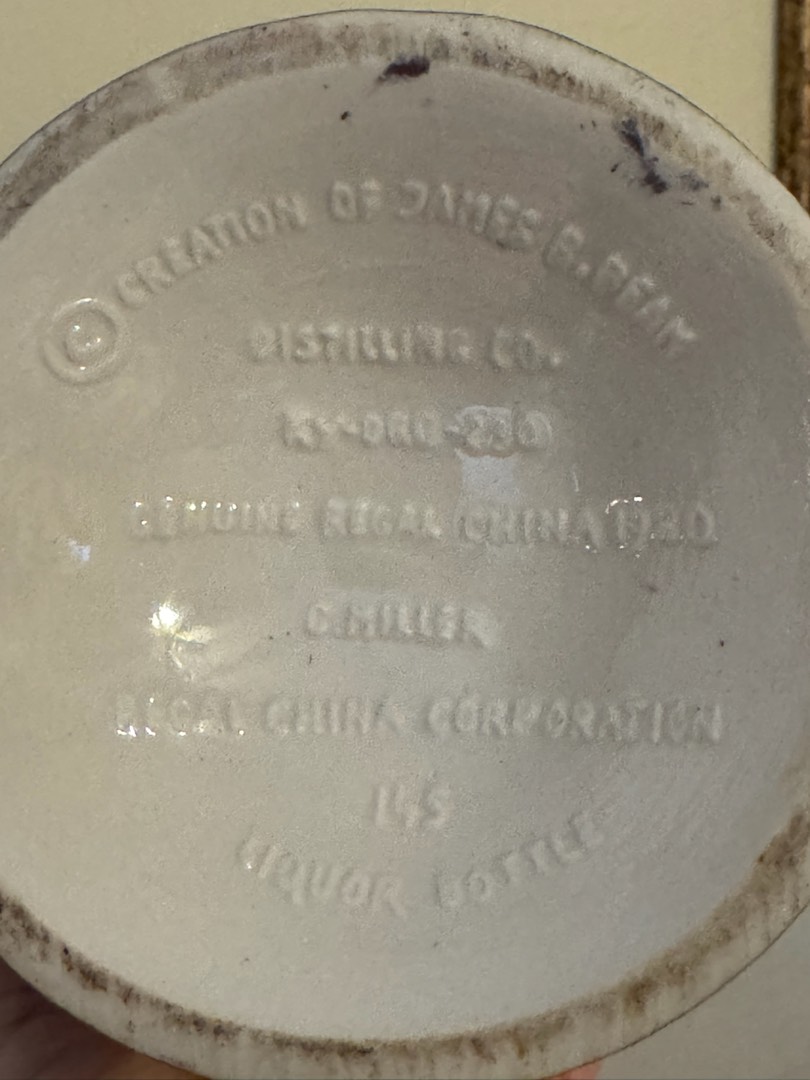 © CREATION OF JAMES B. BEAM
DISTILLING CO.
GENUINE REGAL CHINA
C. MILLER
REGAL CHINA CORPORATION
LIQUOR BOTTLE